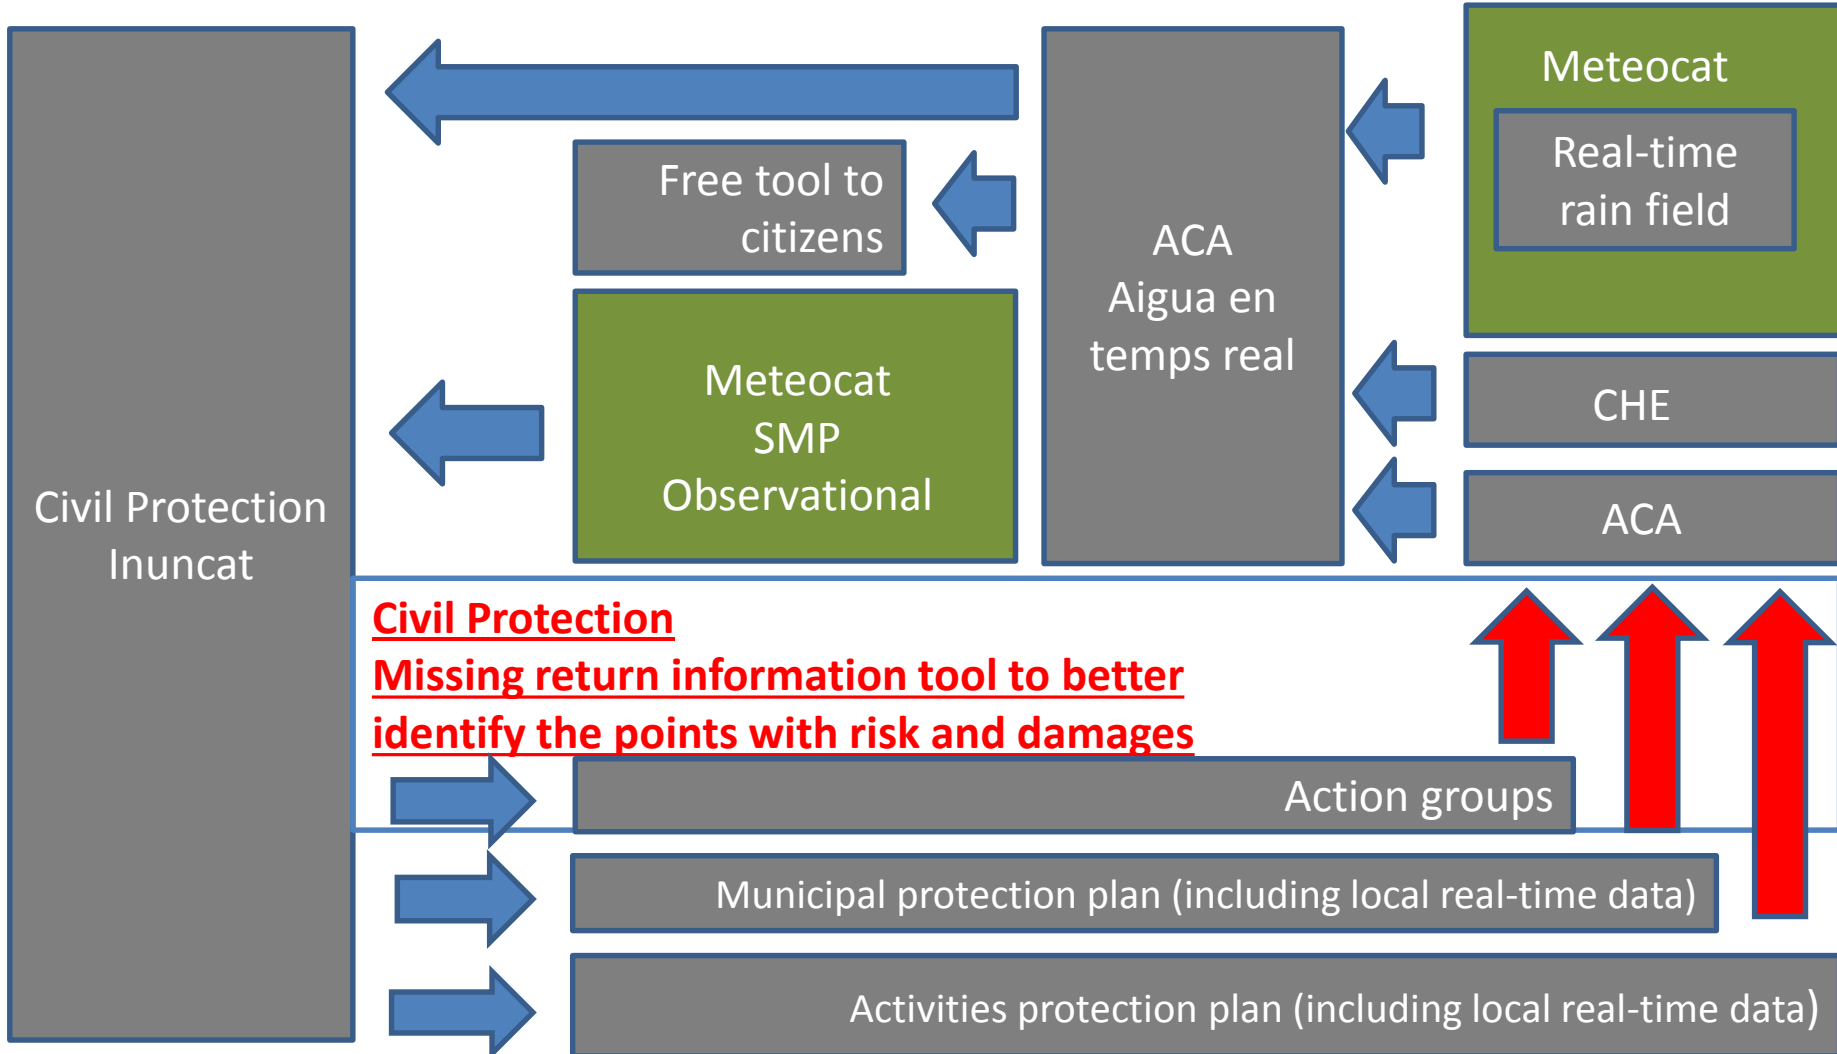 Civil Protection
Inuncat
Free tool to
citizens
Meteocat
SMP
Observational
ACA
Aigua en
temps real
Meteocat
Real-time
rain field
CHE
ACA
Civil Protection
Missing return information tool to better
identify the points with risk and damages
Action groups
Municipal protection plan (including local real-time data)
Activities protection plan (including local real-time data)